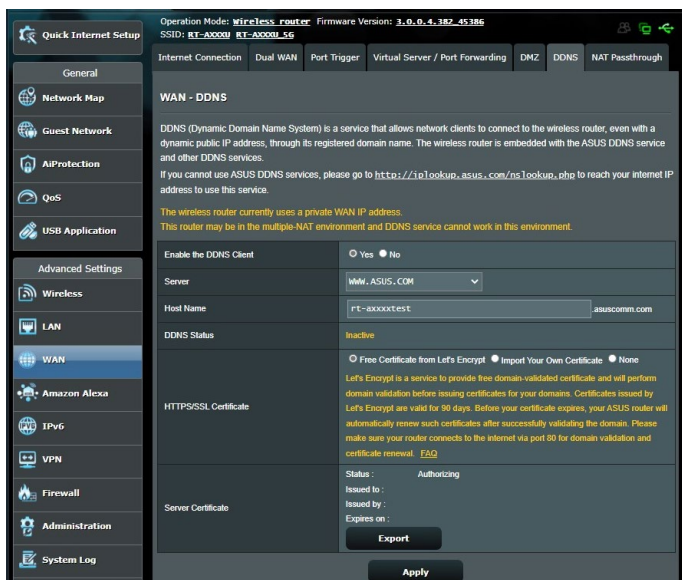 Quick Internet Setup
General
Network Map
Guest Network
AiProtection
QoS
USB Application
Advanced Settings
Wireless
LAN
WAN
Amazon Alexa
IPv6
VPN
Firewall
Administration
System Log
Operation Mode: Wireless router Firmware Version: 3.0.0.4.382_45386
SSID: RT-AXXXU RT-AXXXU_5G
Internet Connection Dual WAN Port Trigger Virtual Server / Port Forwarding DMZ DDNS NAT Passthrough
WAN - DDNS
DDNS (Dynamic Domain Name System) is a service that allows network clients to connect to the wireless router, even with a
dynamic public IP address, through its registered domain name. The wireless router is embedded with the ASUS DDNS service
and other DDNS services.
If you cannot use ASUS DDNS services, please go to http://iplookup.asus.com/nslookup.php to reach your internet IP
address to use this service.
The wireless router currently uses a private WAN IP address.
This router may be in the multiple-NAT environment and DDNS service cannot work in this environment.
Enable the DDNS Client Yes No
Server WWW.ASUS.COM
Host Name rt-axxxxtest .asuscomm.com
DDNS Status Inactive
HTTPS/SSL Certificate
Free Certificate from Let's Encrypt Import Your Own Certificate None
Let's Encrypt is a service to provide free domain-validated certificate and will perform
domain validation before issuing certificates for your domains. Certificates issued by
Let's Encrypt are valid for 90 days. Before your certificate expires, your ASUS router will
automatically renew such certificates after successfully validating the domain. Please
make sure your router connects to the internet via port 80 for domain validation and
certificate renewal. FAQ
Server Certificate
Status : Authorizing
Issued to :
Issued by :
Expires on :
Export
Apply